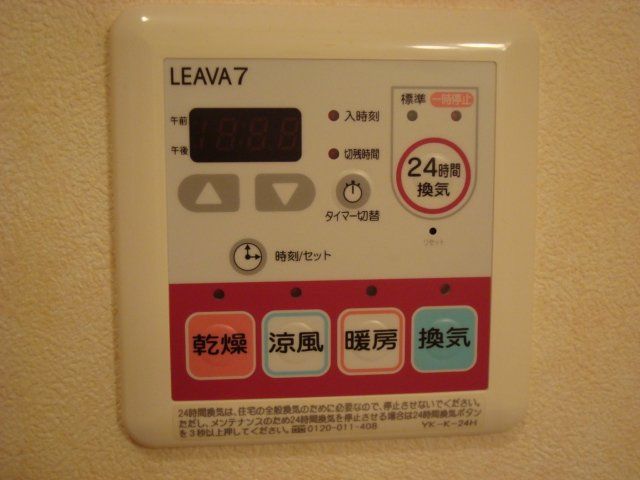 LEAVA7
標準 一時停止
午前
入時刻
午後
切残時間
24時間
換気
タイマー切替
リセット
時刻/セット
乾燥 涼風 暖房 換気
24時間換気は、住宅の全般換気のために必要なので、停止させないでください。
ただし、メンテナンスのため24時間換気を停止する場合は24時間換気ボタン
を3秒以上押してください。 0120-011-408 YK-K-24H